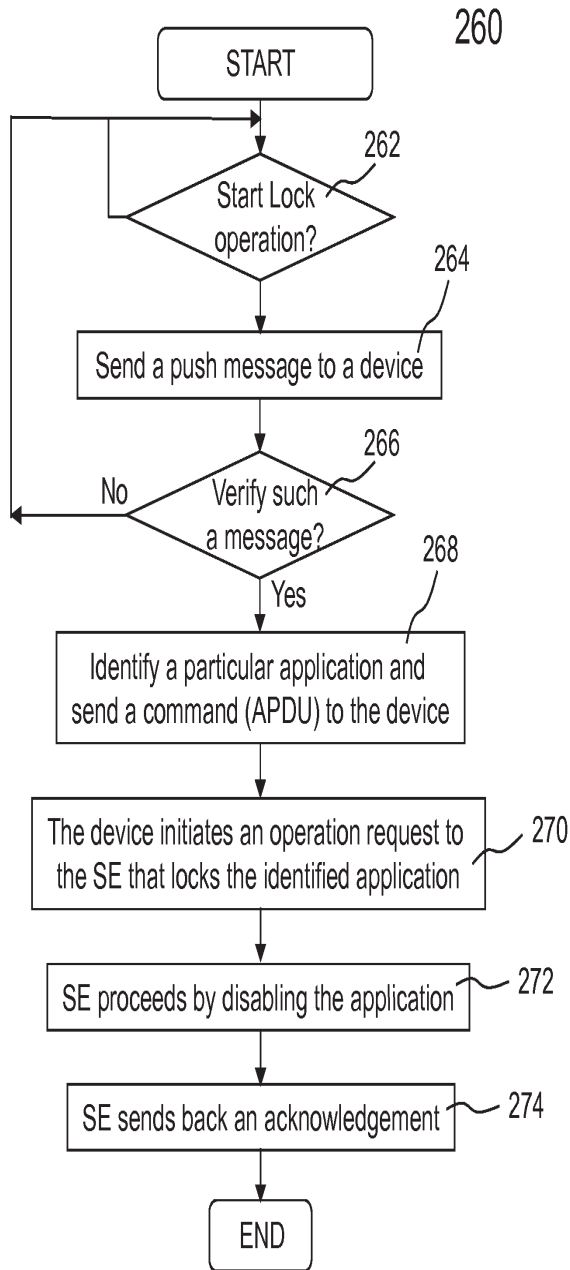 260
START
262
Start Lock
operation?
264
Send a push message to a device
266
No
Verify such
a message?
Yes
268
Identify a particular application and
send a command (APDU) to the device
The device initiates an operation request to
the SE that locks the identified application
270
SE proceeds by disabling the application
272
SE sends back an acknowledgement
274
END